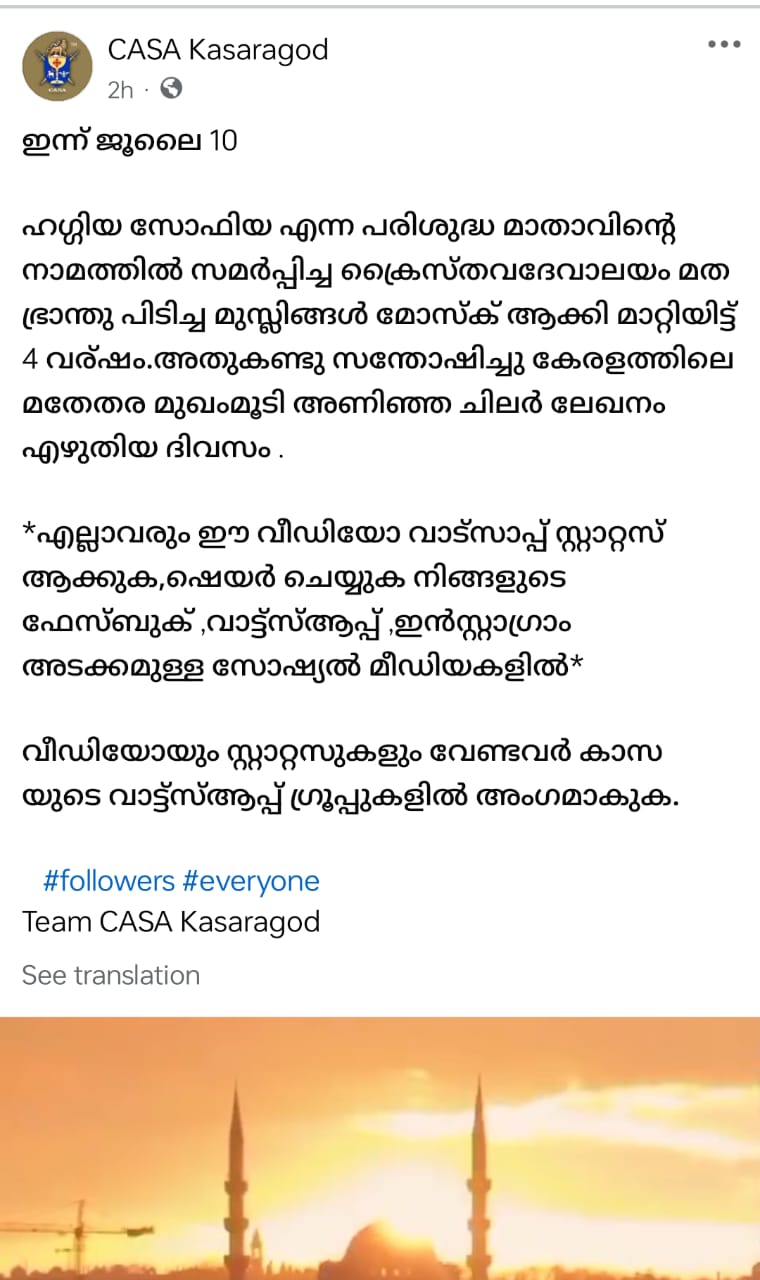 CASA Kasaragod
2h ·
ഇന്ന് ജൂലൈ 10
ഹഗ്ഗിയ സോഫിയ എന്ന പരിശുദ്ധ മാതാവിന്റെ
നാമത്തിൽ സമർപ്പിച്ച ക്രൈസ്തവദേവാലയം മത
ഭ്രാന്തു പിടിച്ച മുസ്ലിങ്ങൾ മോസ്ക് ആക്കി മാറ്റിയിട്ട്
4 വര്ഷം.അതുകണ്ടു സന്തോഷിച്ചു കേരളത്തിലെ
മതേതര മുഖംമൂടി അണിഞ്ഞ ചിലർ ലേഖനം
എഴുതിയ ദിവസം .
*എല്ലാവരും ഈ വീഡിയോ വാട്സാപ്പ് സ്റ്റാറ്റസ്
ആക്കുക,ഷെയർ ചെയ്യുക നിങ്ങളുടെ
ഫേസ്ബുക് ,വാട്ട്സ്ആപ്പ് ,ഇൻസ്റ്റാഗ്രാം
അടക്കമുള്ള സോഷ്യൽ മീഡിയകളിൽ*
വീഡിയോയും സ്റ്റാറ്റസുകളും വേണ്ടവർ കാസ
യുടെ വാട്ട്സ്ആപ്പ് ഗ്രൂപ്പുകളിൽ അംഗമാകുക.
#followers #everyone
Team CASA Kasaragod
See translation